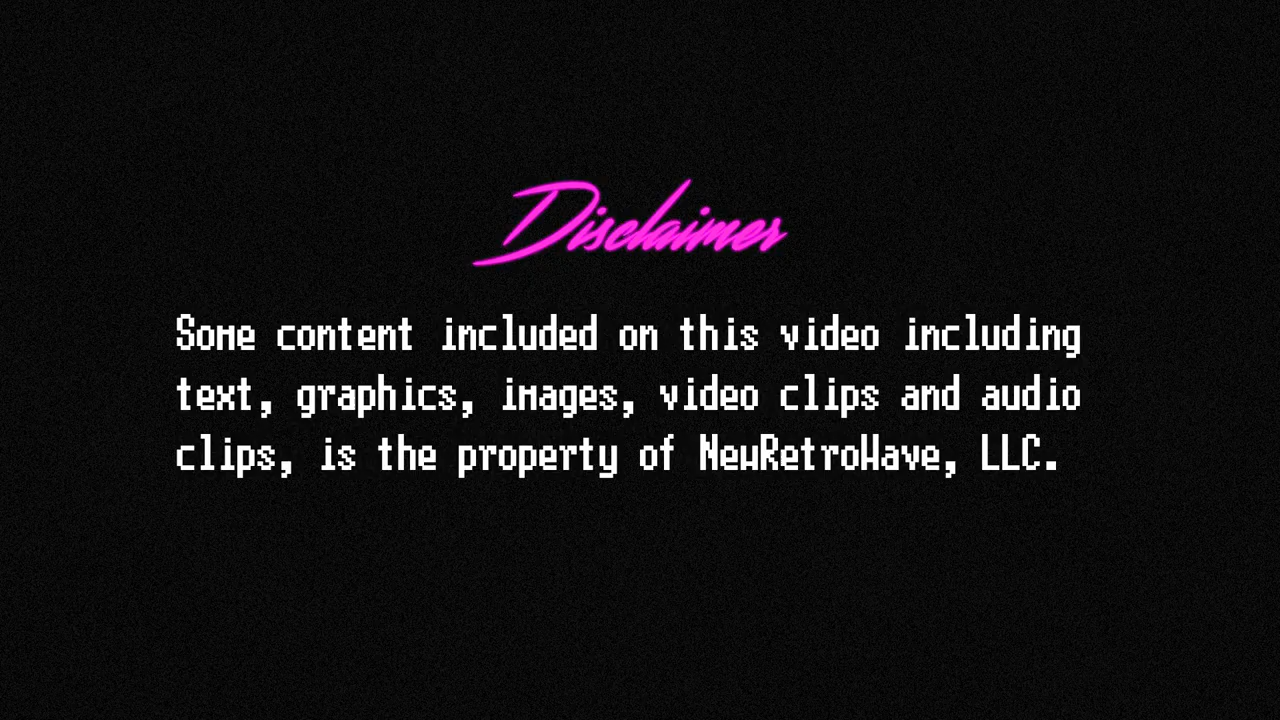 Disclaimer
Some content included on this video including
text, graphics, images, video clips and audio
clips, is the property of NewRetroWave, LLC.